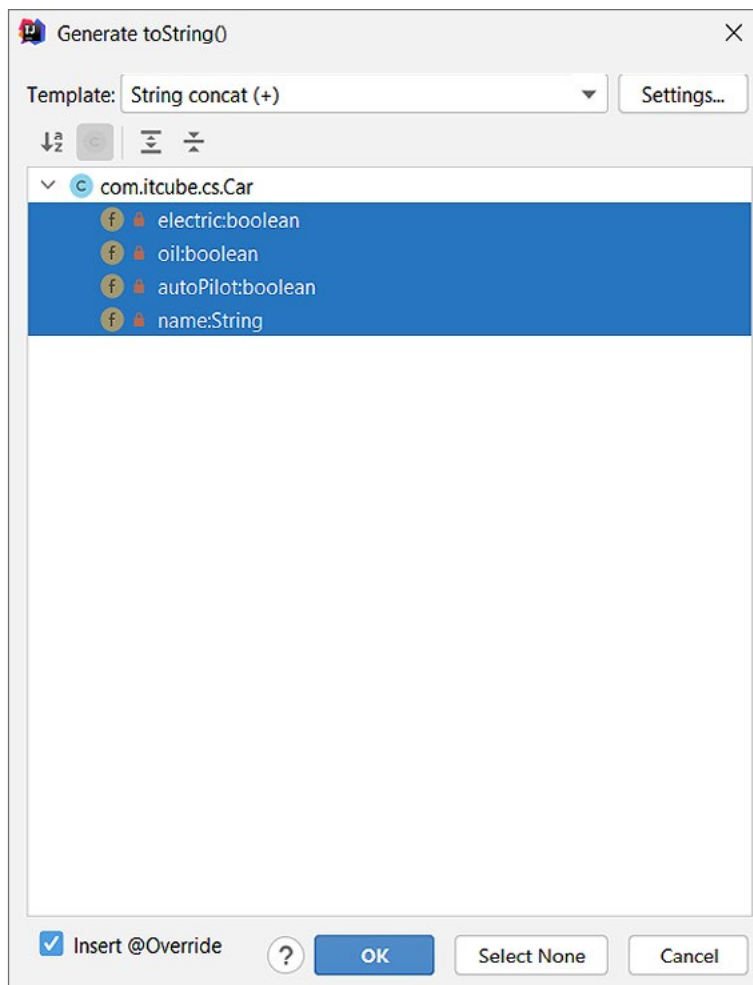 Generate toString()
Template: String concat (+) Settings...
com.itcube.cs.Car
electric:boolean
oil:boolean
autoPilot:boolean
name:String
Insert @Override ? OK Select None Cancel